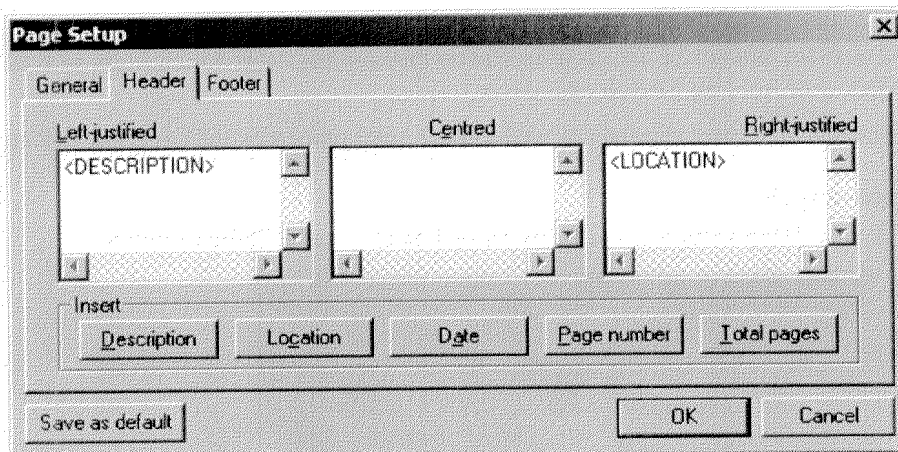 Page Setup
General Header Footer
Left-justified Centred Right-justified
<DESCRIPTION> <LOCATION>
Insert
Description Location Date Page number Total pages
Save as default OK Cancel